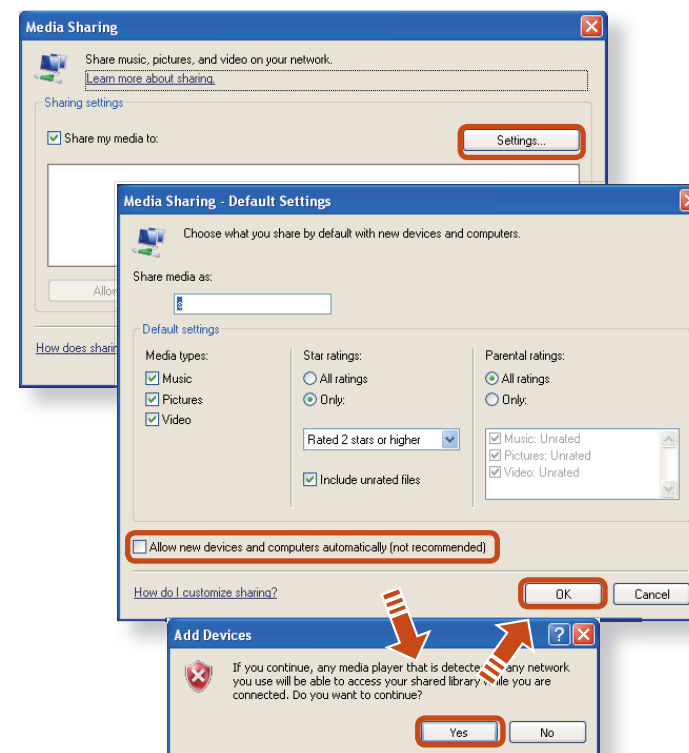 Media Sharing
Share music, pictures, and video on your network.
Learn more about sharing.
Sharing settings
Share my media to:
Settings...
Allow
How does sharin
Media Sharing - Default Settings
Choose what you share by default with new devices and computers.
Share media as:
s
Default settings
Media types:
Music
Pictures
Video
Star ratings:
All ratings
Only:
Rated 2 stars or higher
Include unrated files
Parental ratings:
All ratings
Only:
Music: Unrated
Pictures: Unrated
Video: Unrated
Allow new devices and computers automatically (not recommended)
How do I customize sharing?
OK
Cancel
Add Devices
If you continue, any media player that is detected any network
you use will be able to access your shared library while you are
connected. Do you want to continue?
Yes
No